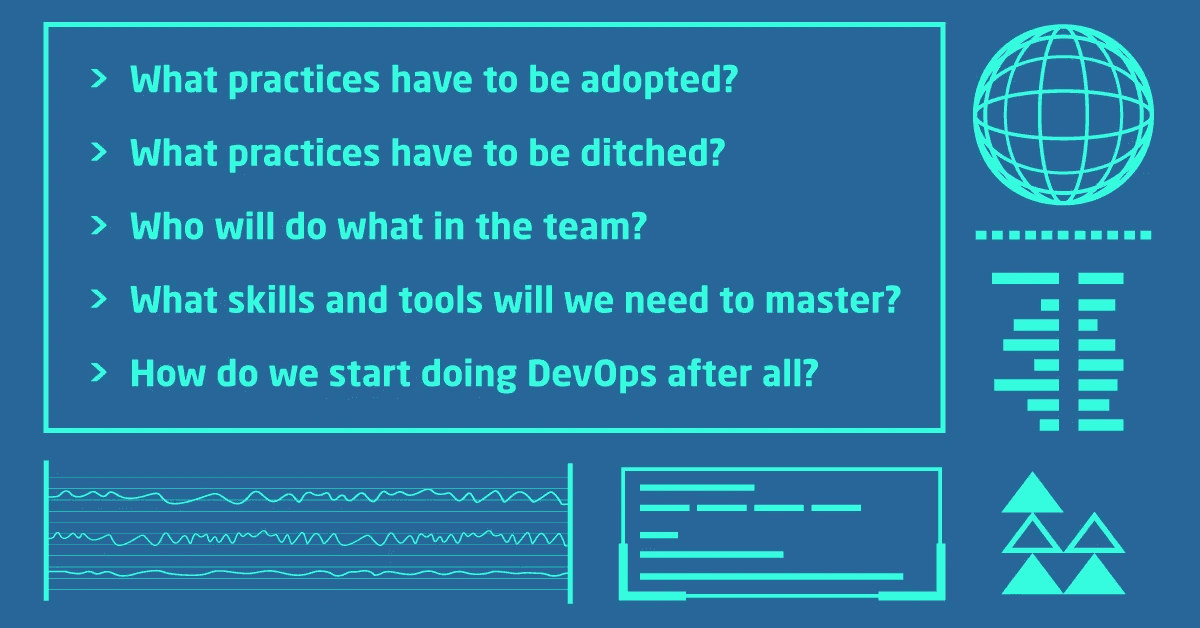 > What practices have to be adopted?
> What practices have to be ditched?
> Who will do what in the team?
> What skills and tools will we need to master?
> How do we start doing DevOps after all?